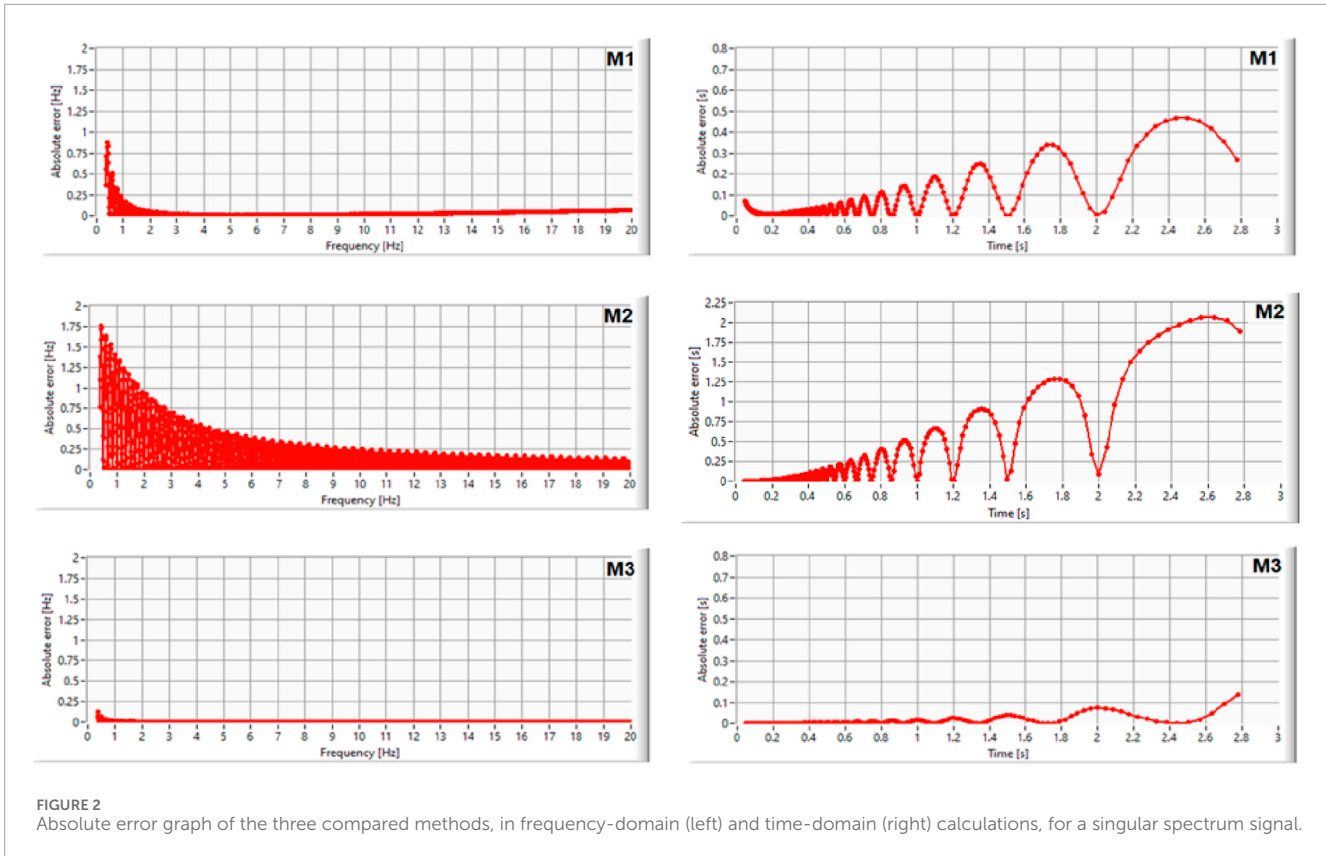 M1
Absolute error [Hz]
2
1.75
1.5
1.25
1
0.75
0.5
0.25
0
0 1 2 3 4 5 6 7 8 9 10 11 12 13 14 15 16 17 18 19 20
Frequency [Hz]
M1
Absolute error [s]
0.8
0.7
0.6
0.5
0.4
0.3
0.2
0.1
0
0 0.2 0.4 0.6 0.8 1 1.2 1.4 1.6 1.8 2 2.2 2.4 2.6 2.8 3
Time [s]
M2
Absolute error [Hz]
2
1.75
1.5
1.25
1
0.75
0.5
0.25
0
0 1 2 3 4 5 6 7 8 9 10 11 12 13 14 15 16 17 18 19 20
Frequency [Hz]
M2
Absolute error [s]
2.25
2
1.75
1.5
1.25
1
0.75
0.5
0.25
0
0 0.2 0.4 0.6 0.8 1 1.2 1.4 1.6 1.8 2 2.2 2.4 2.6 2.8 3
Time [s]
M3
Absolute error [Hz]
2
1.75
1.5
1.25
1
0.75
0.5
0.25
0
0 1 2 3 4 5 6 7 8 9 10 11 12 13 14 15 16 17 18 19 20
Frequency [Hz]
M3
Absolute error [s]
0.8
0.7
0.6
0.5
0.4
0.3
0.2
0.1
0
0 0.2 0.4 0.6 0.8 1 1.2 1.4 1.6 1.8 2 2.2 2.4 2.6 2.8 3
Time [s]
FIGURE 2
Absolute error graph of the three compared methods, in frequency-domain (left) and time-domain (right) calculations, for a singular spectrum signal.